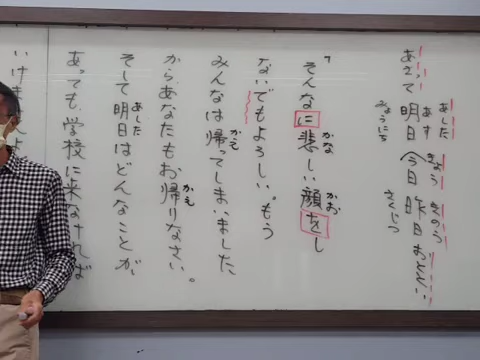 あした きょう きのう
あす
あさって 明日 今日 昨日 おととい
みょうにち さくじつ
かな かお
「そんなに悲しい顔をし
ないでもよろしい。もう
かえ
みんなは帰ってしまいました
かえ
から、あなたもお帰りなさい。
あした
そして明日はどんなことが
あっても学校に来なければ
いけませ